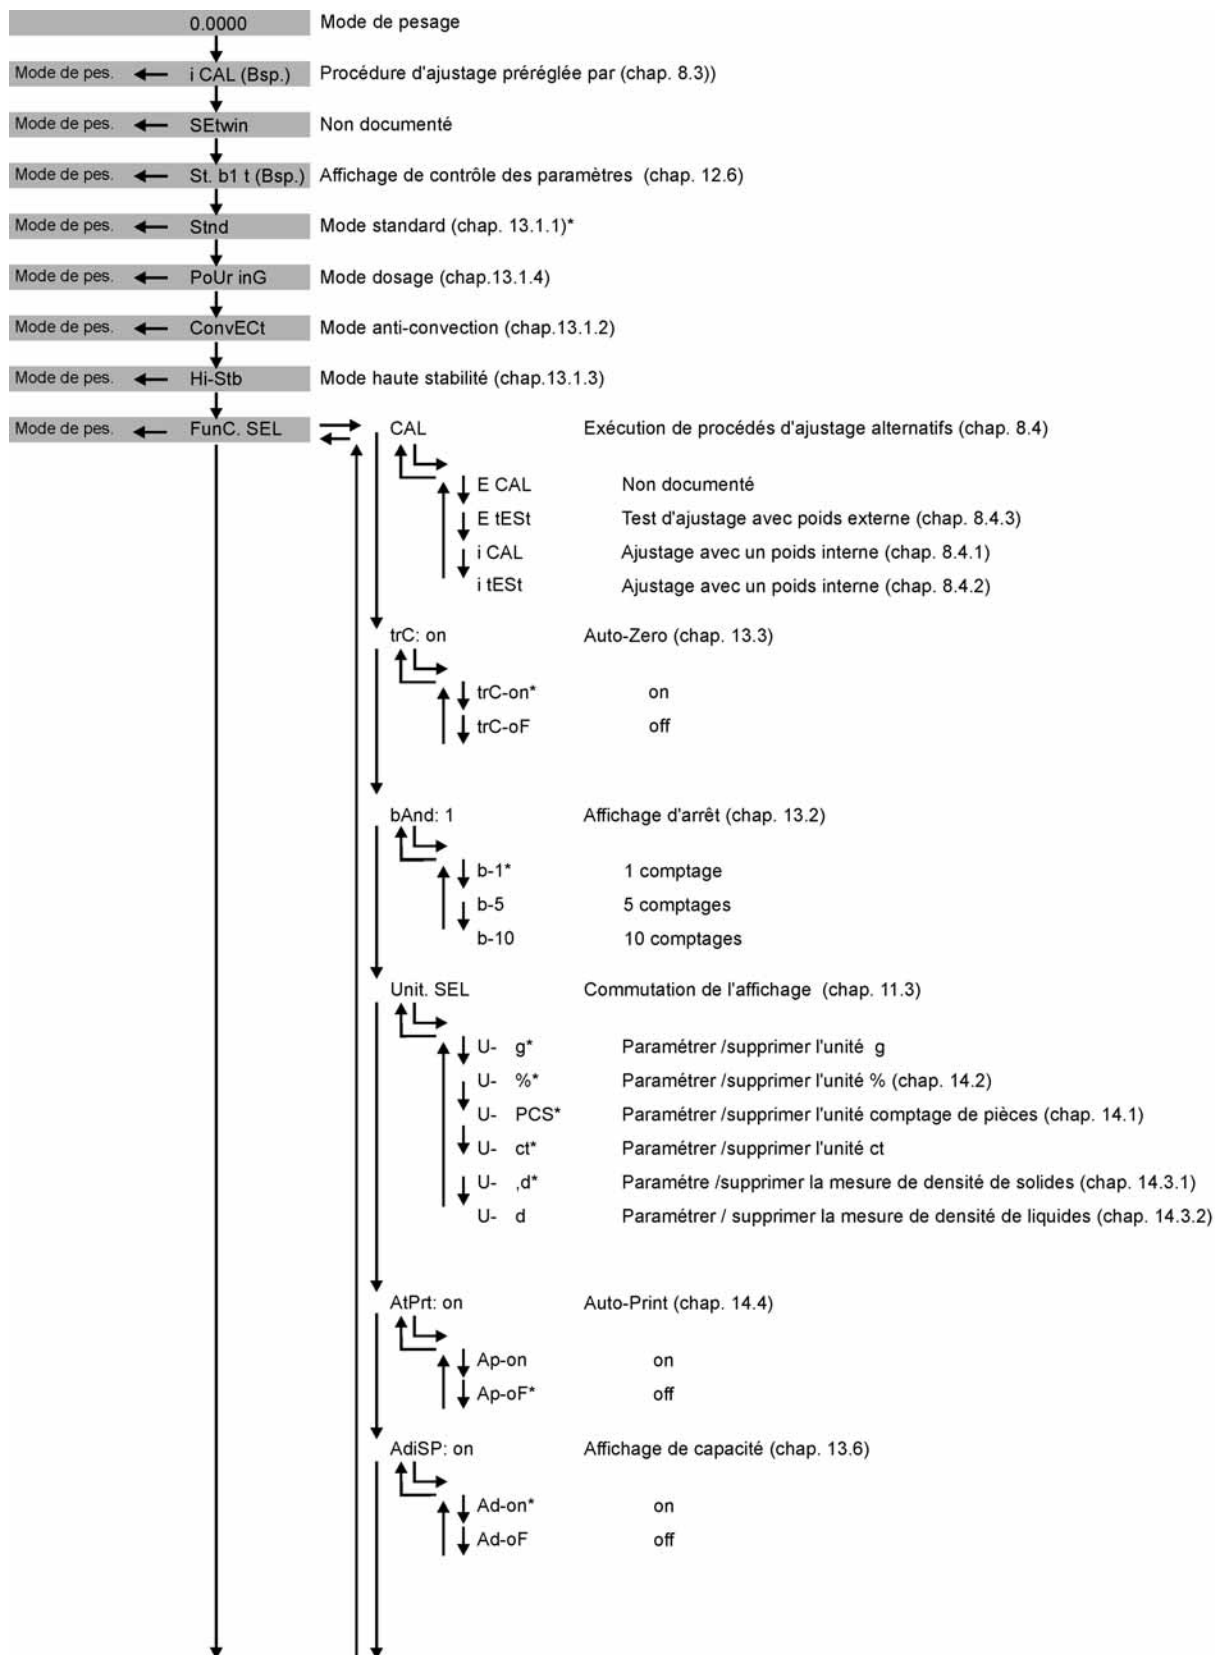 0.0000 Mode de pesage
Mode de pes. i CAL (Bsp.) Procédure d'ajustage préréglée par (chap. 8.3))
Mode de pes. SEtwin Non documenté
Mode de pes. St. b1 t (Bsp.) Affichage de contrôle des paramètres (chap. 12.6)
Mode de pes. Stnd Mode standard (chap. 13.1.1)*
Mode de pes. PoUr inG Mode dosage (chap.13.1.4)
Mode de pes. ConvECt Mode anti-convection (chap.13.1.2)
Mode de pes. Hi-Stb Mode haute stabilité (chap.13.1.3)
Mode de pes. FunC. SEL CAL Exécution de procédés d'ajustage alternatifs (chap. 8.4)
E CAL Non documenté
E tESt Test d'ajustage avec poids externe (chap. 8.4.3)
i CAL Ajustage avec un poids interne (chap. 8.4.1)
i tESt Ajustage avec un poids interne (chap. 8.4.2)
trC: on Auto-Zero (chap. 13.3)
trC-on* on
trC-oF off
bAnd: 1 Affichage d'arrêt (chap. 13.2)
b-1* 1 comptage
b-5 5 comptages
b-10 10 comptages
Unit. SEL Commutation de l'affichage (chap. 11.3)
U- g* Paramétrer /supprimer l'unité g
U- %* Paramétrer /supprimer l'unité % (chap. 14.2)
U- PCS* Paramétrer /supprimer l'unité comptage de pièces (chap. 14.1)
U- ct* Paramétrer /supprimer l'unité ct
U- ,d* Paramétre /supprimer la mesure de densité de solides (chap. 14.3.1)
U- d Paramétrer / supprimer la mesure de densité de liquides (chap. 14.3.2)
AtPrt: on Auto-Print (chap. 14.4)
Ap-on on
Ap-oF* off
AdiSP: on Affichage de capacité (chap. 13.6)
Ad-on* on
Ad-oF off